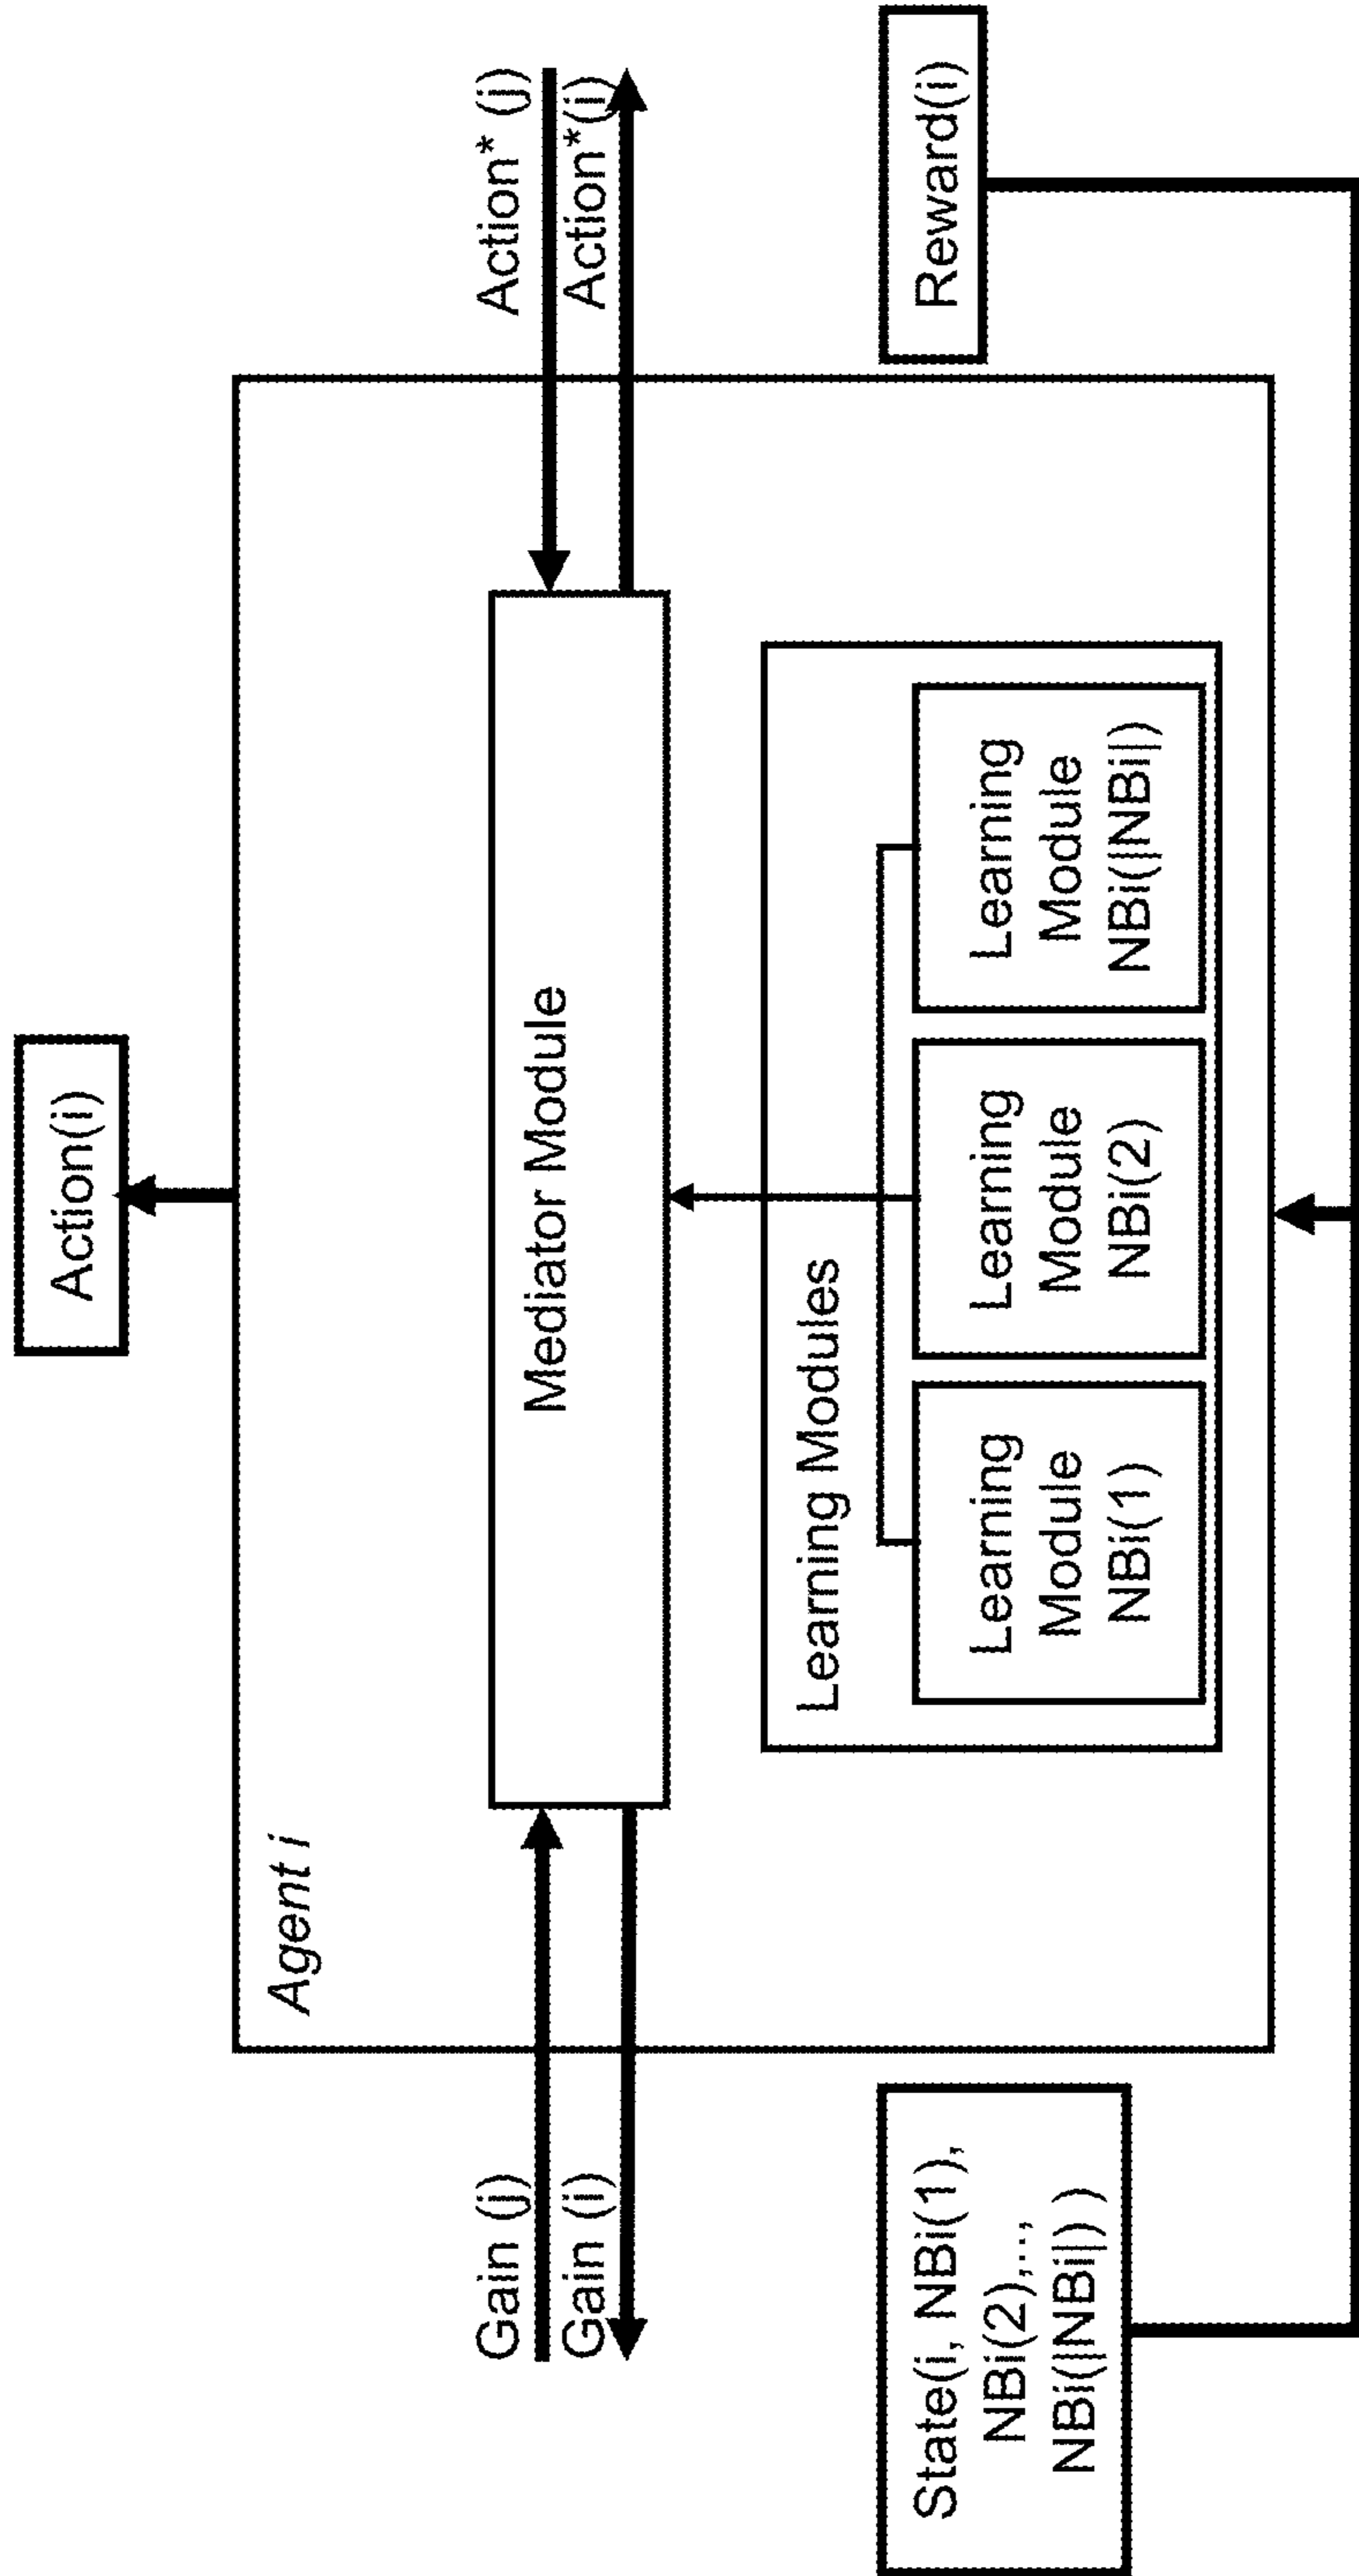 Action(i)
Agent i
Gain (j)
Gain (i)
Mediator Module
Action* (j)
Action*(i)
Learning Modules
Learning
Module
NBi(1)
Learning
Module
NBi(2)
Learning
Module
NBi(|NBi|)
State(i, NBi(1),
NBi(2),...,
NBi(|NBi|) )
Reward(i)